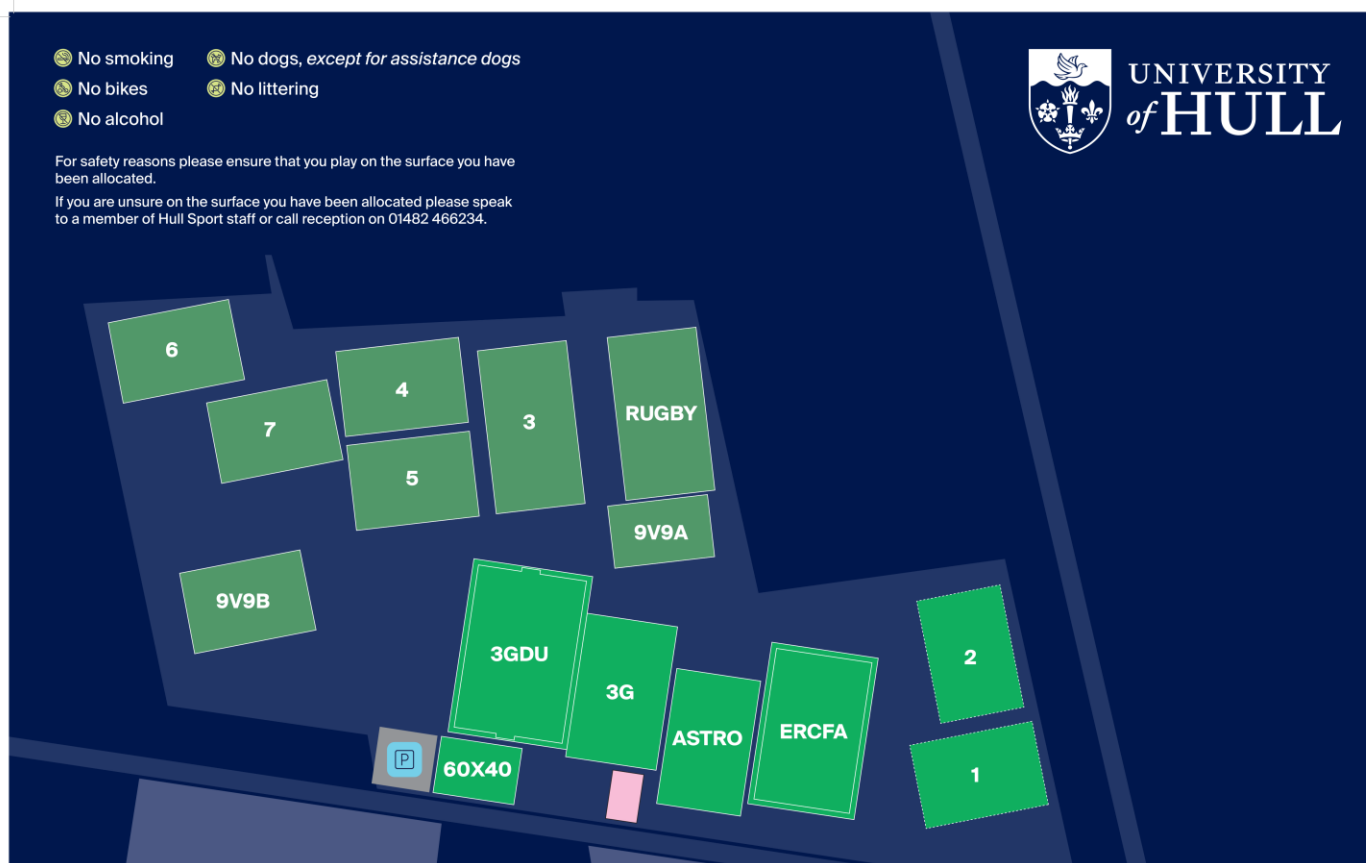 No smoking
No dogs, except for assistance dogs
No bikes
No littering
No alcohol
For safety reasons please ensure that you play on the surface you have
been allocated.
If you are unsure on the surface you have been allocated please speak
to a member of Hull Sport staff or call reception on 01482 466234.
UNIVERSITY
of HULL
6
7
4
5
3
RUGBY
9V9A
9V9B
3GDU
3G
ASTRO
ERCFA
2
1
P
60X40